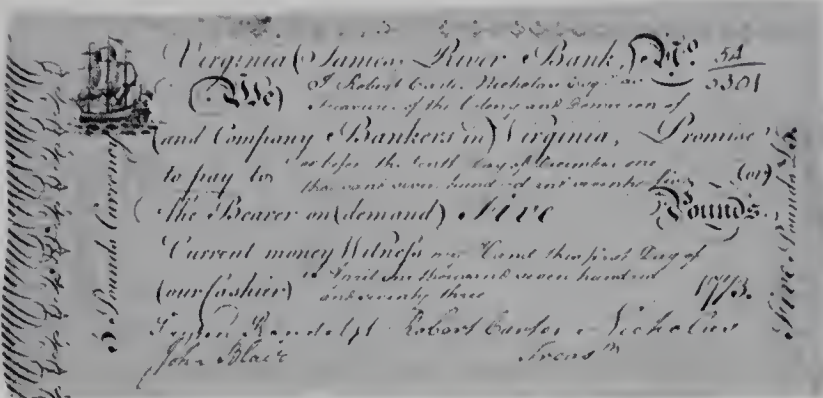 Virginia (James River Bank,) No. 54
5301
(We) I Robert Carter Nicholas Esqr. as
Treasurer of the Colony and Dominion of
(and Company Bankers in) Virginia, Promise
to pay to on or before the tenth Day of December one
thousand seven hundred and seventy five (or)
(the Bearer on demand) Five Pounds.
Current money Witness my Hand this first Day of
(our Cashier) April one thousand seven hundred
and seventy three 1773.
Peyton Randolph Robert Carter Nicholas
John Blair Treasr.
5 Pounds Currency
Five Pounds